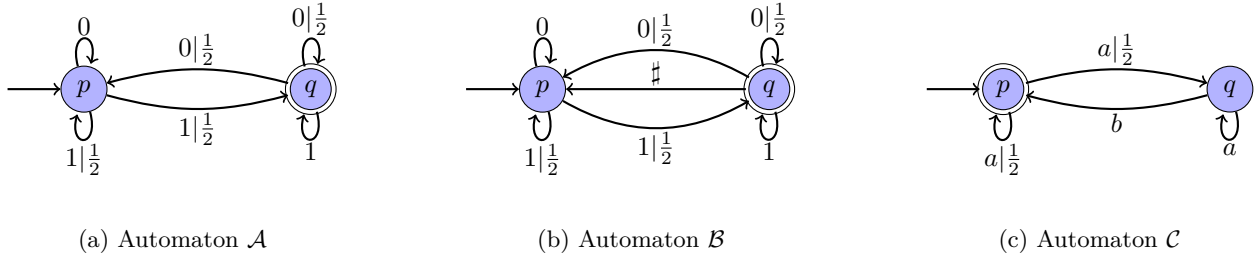 0 0|½ 0|½ 0 0|½ 0|½ a|½
p q p ♯ q p q
1|½ 1|½ 1 1|½ 1|½ 1 a|½ b a
(a) Automaton 𝒜 (b) Automaton ℬ (c) Automaton 𝒞